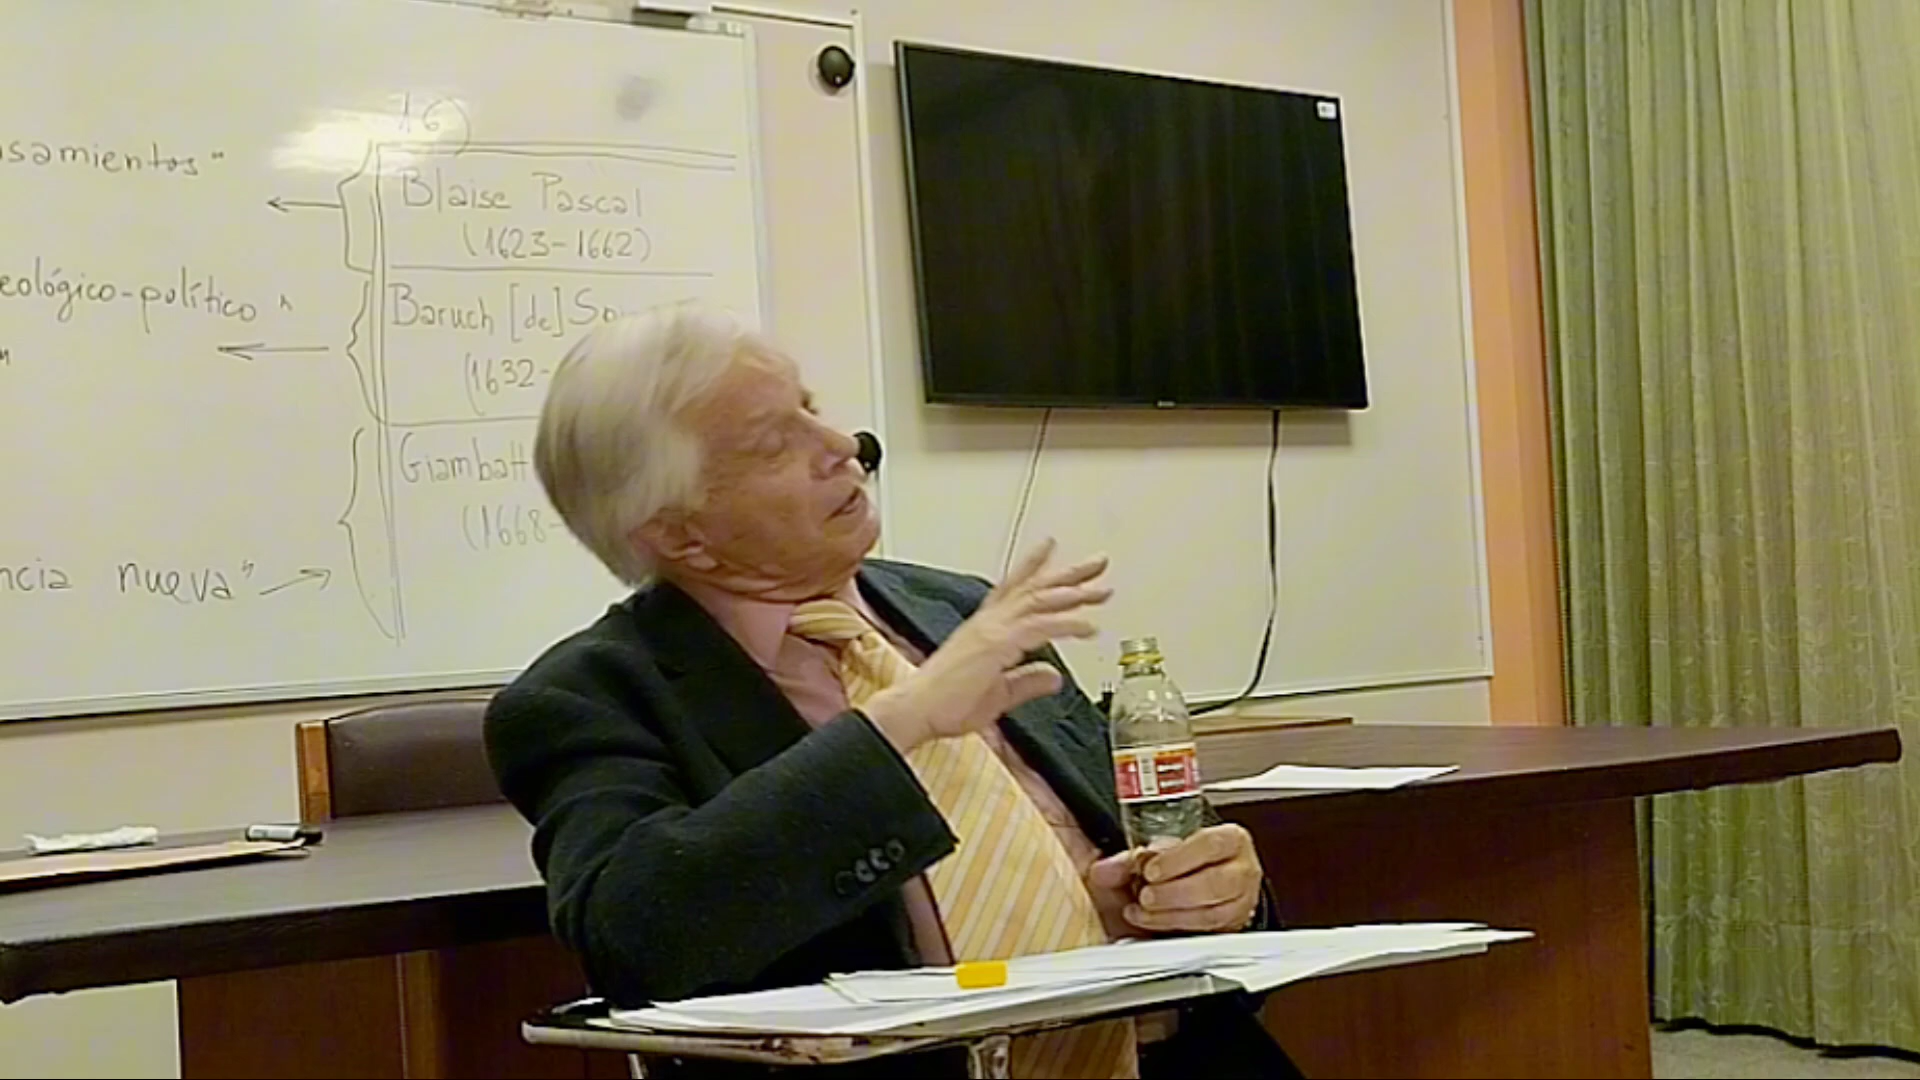 16)
samientos"
Blaise Pascal
(1623-1662)
eológico-político"
Baruch [de] Sp
(1632-
Giambatt
(1668-
ncia nueva"